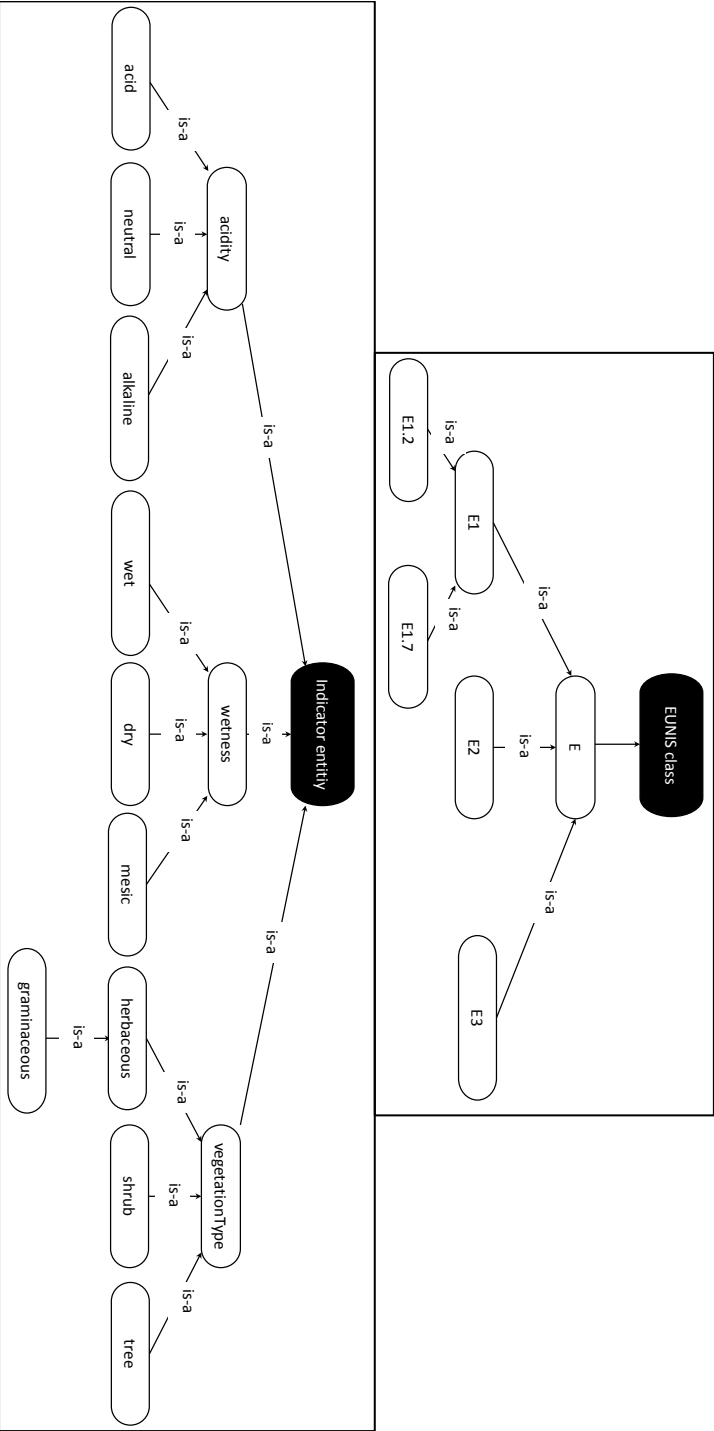 EUNIS class
E
is-a
is-a
is-a
E1
E2
E3
is-a
is-a
E1.2
E1.7
Indicator entitiy
is-a
is-a
is-a
acidity
wetness
vegetationType
is-a
is-a
is-a
is-a
is-a
is-a
is-a
is-a
is-a
acid
neutral
alkaline
wet
dry
mesic
herbaceous
shrub
tree
is-a
graminaceous